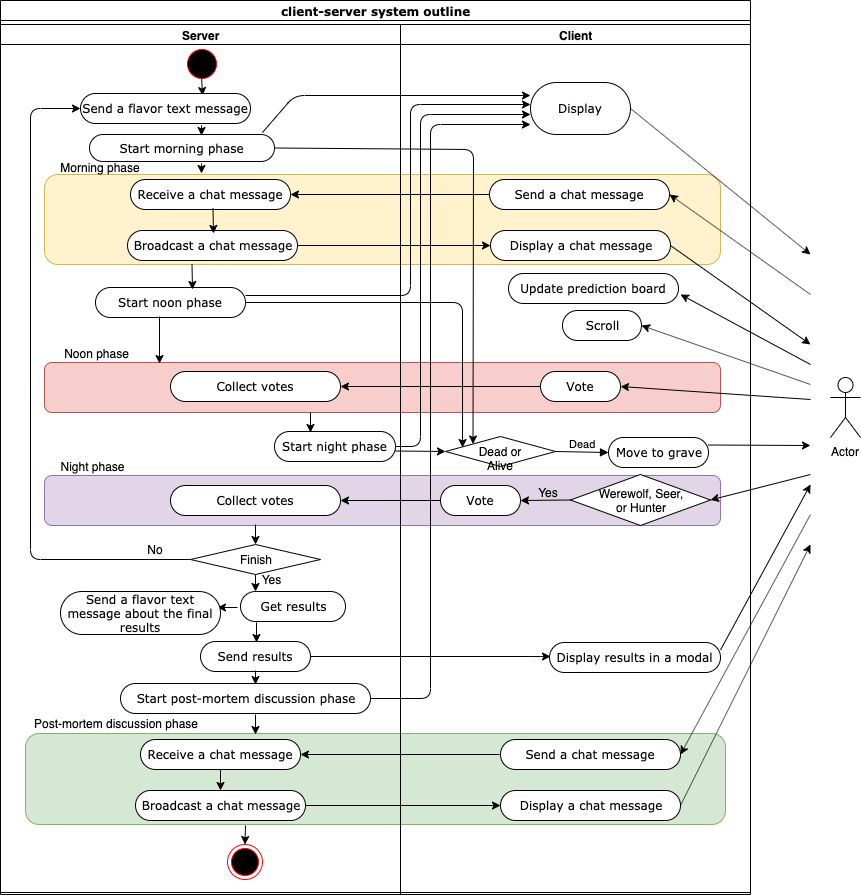 client-server system outline
Server
Client
Send a flavor text message
Display
Start morning phase
Morning phase
Receive a chat message
Send a chat message
Broadcast a chat message
Display a chat message
Update prediction board
Start noon phase
Scroll
Noon phase
Collect votes
Vote
Start night phase
Dead or
Alive
Dead
Move to grave
Actor
Night phase
Collect votes
Vote
Yes
Werewolf, Seer,
or Hunter
No
Finish
Yes
Send a flavor text
message about the final
results
Get results
Send results
Display results in a modal
Start post-mortem discussion phase
Post-mortem discussion phase
Receive a chat message
Send a chat message
Broadcast a chat message
Display a chat message